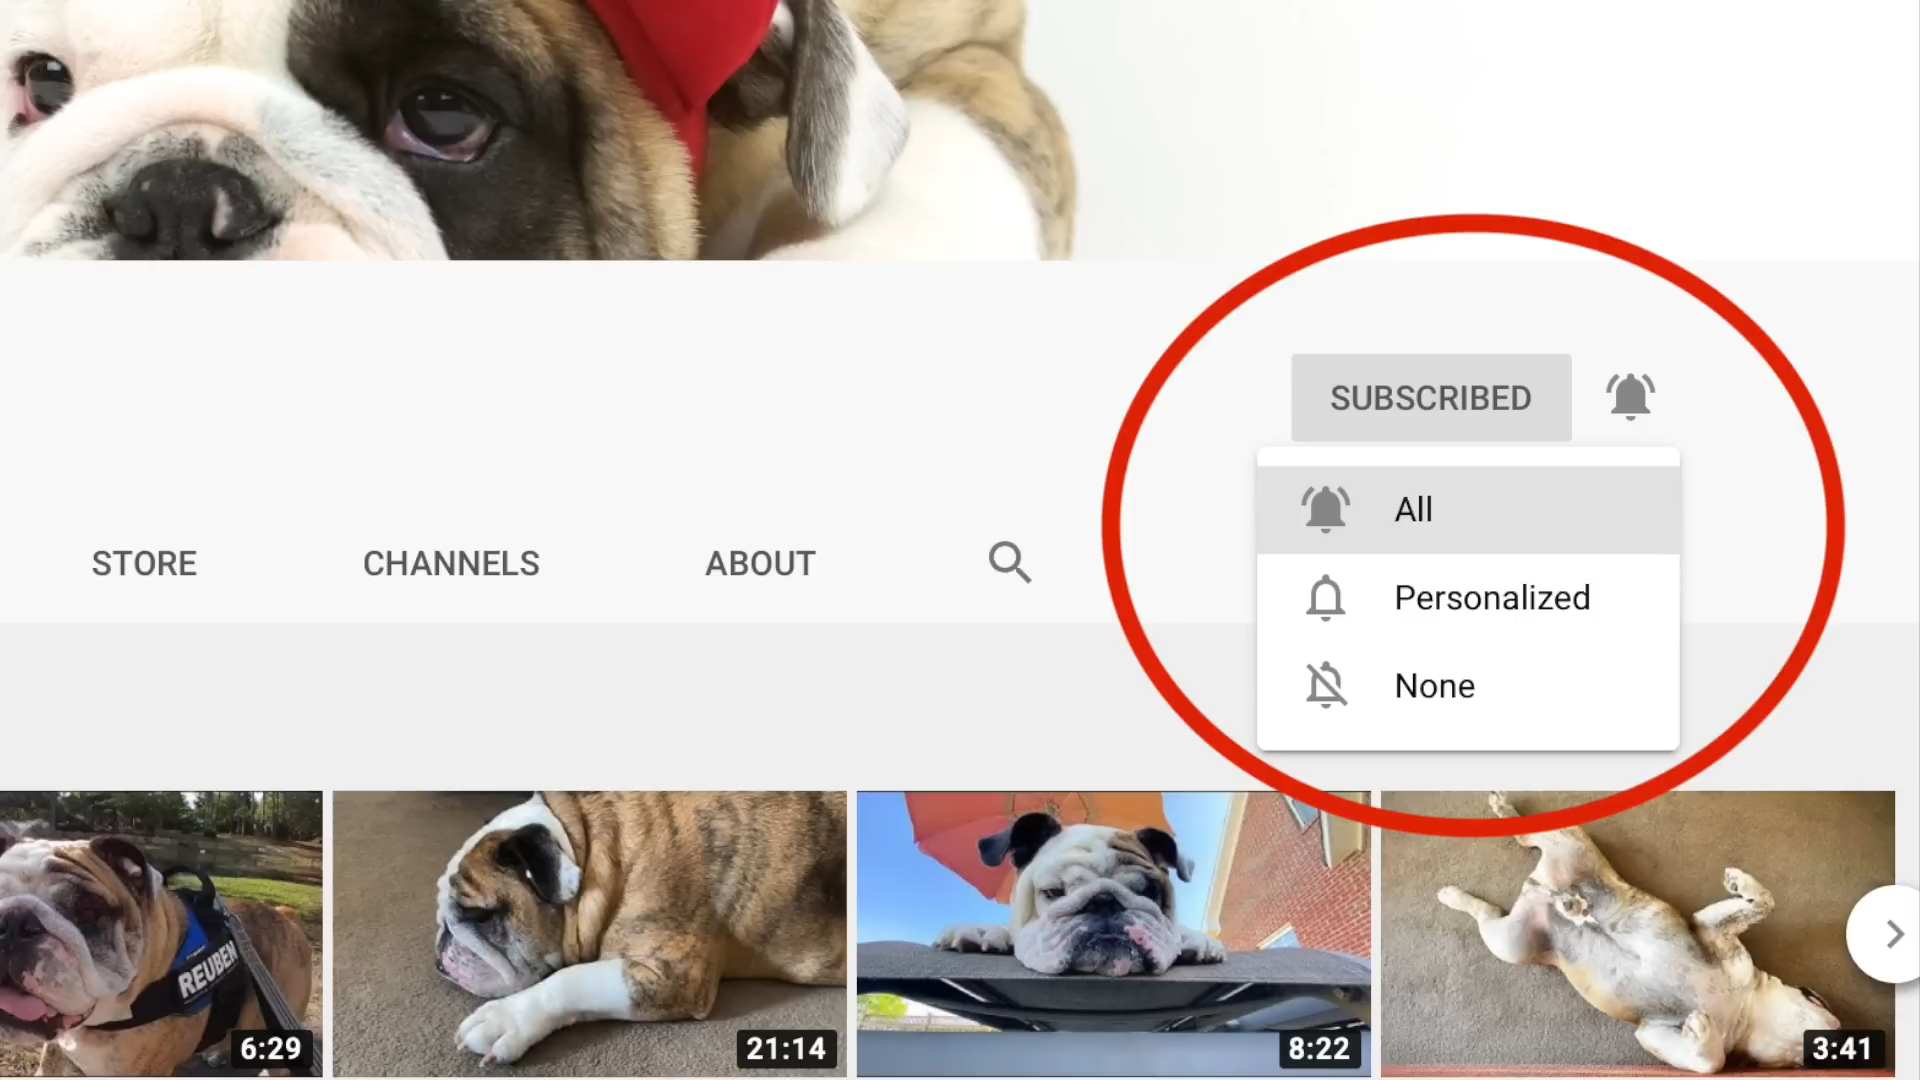 SUBSCRIBED
All
Personalized
None
STORE
CHANNELS
ABOUT
REUBEN
6:29
21:14
8:22
3:41